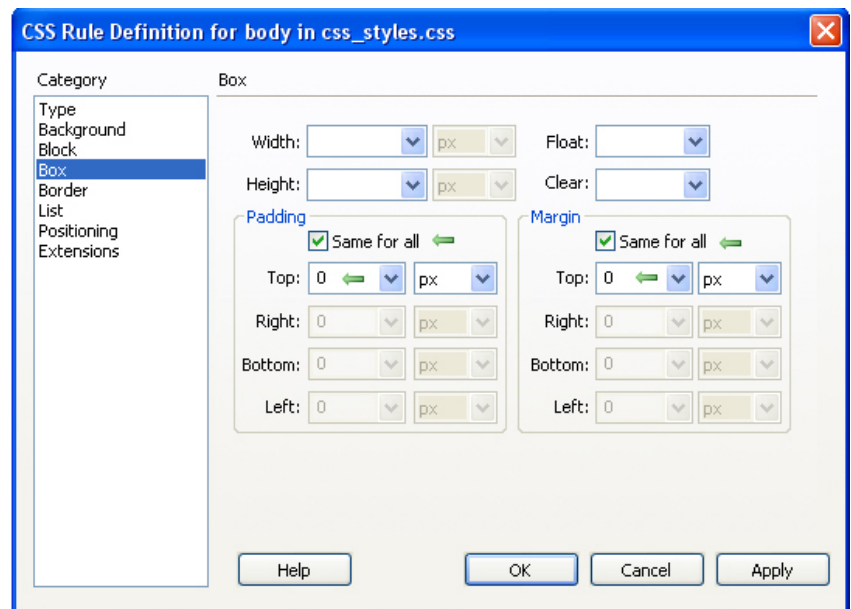 CSS Rule Definition for body in css_styles.css
Category
Box
Type
Background
Block
Box
Border
List
Positioning
Extensions
Width: px Float:
Height: px Clear:
Padding
Same for all
Top: 0 px
Right: 0 px
Bottom: 0 px
Left: 0 px
Margin
Same for all
Top: 0 px
Right: 0 px
Bottom: 0 px
Left: 0 px
Help OK Cancel Apply